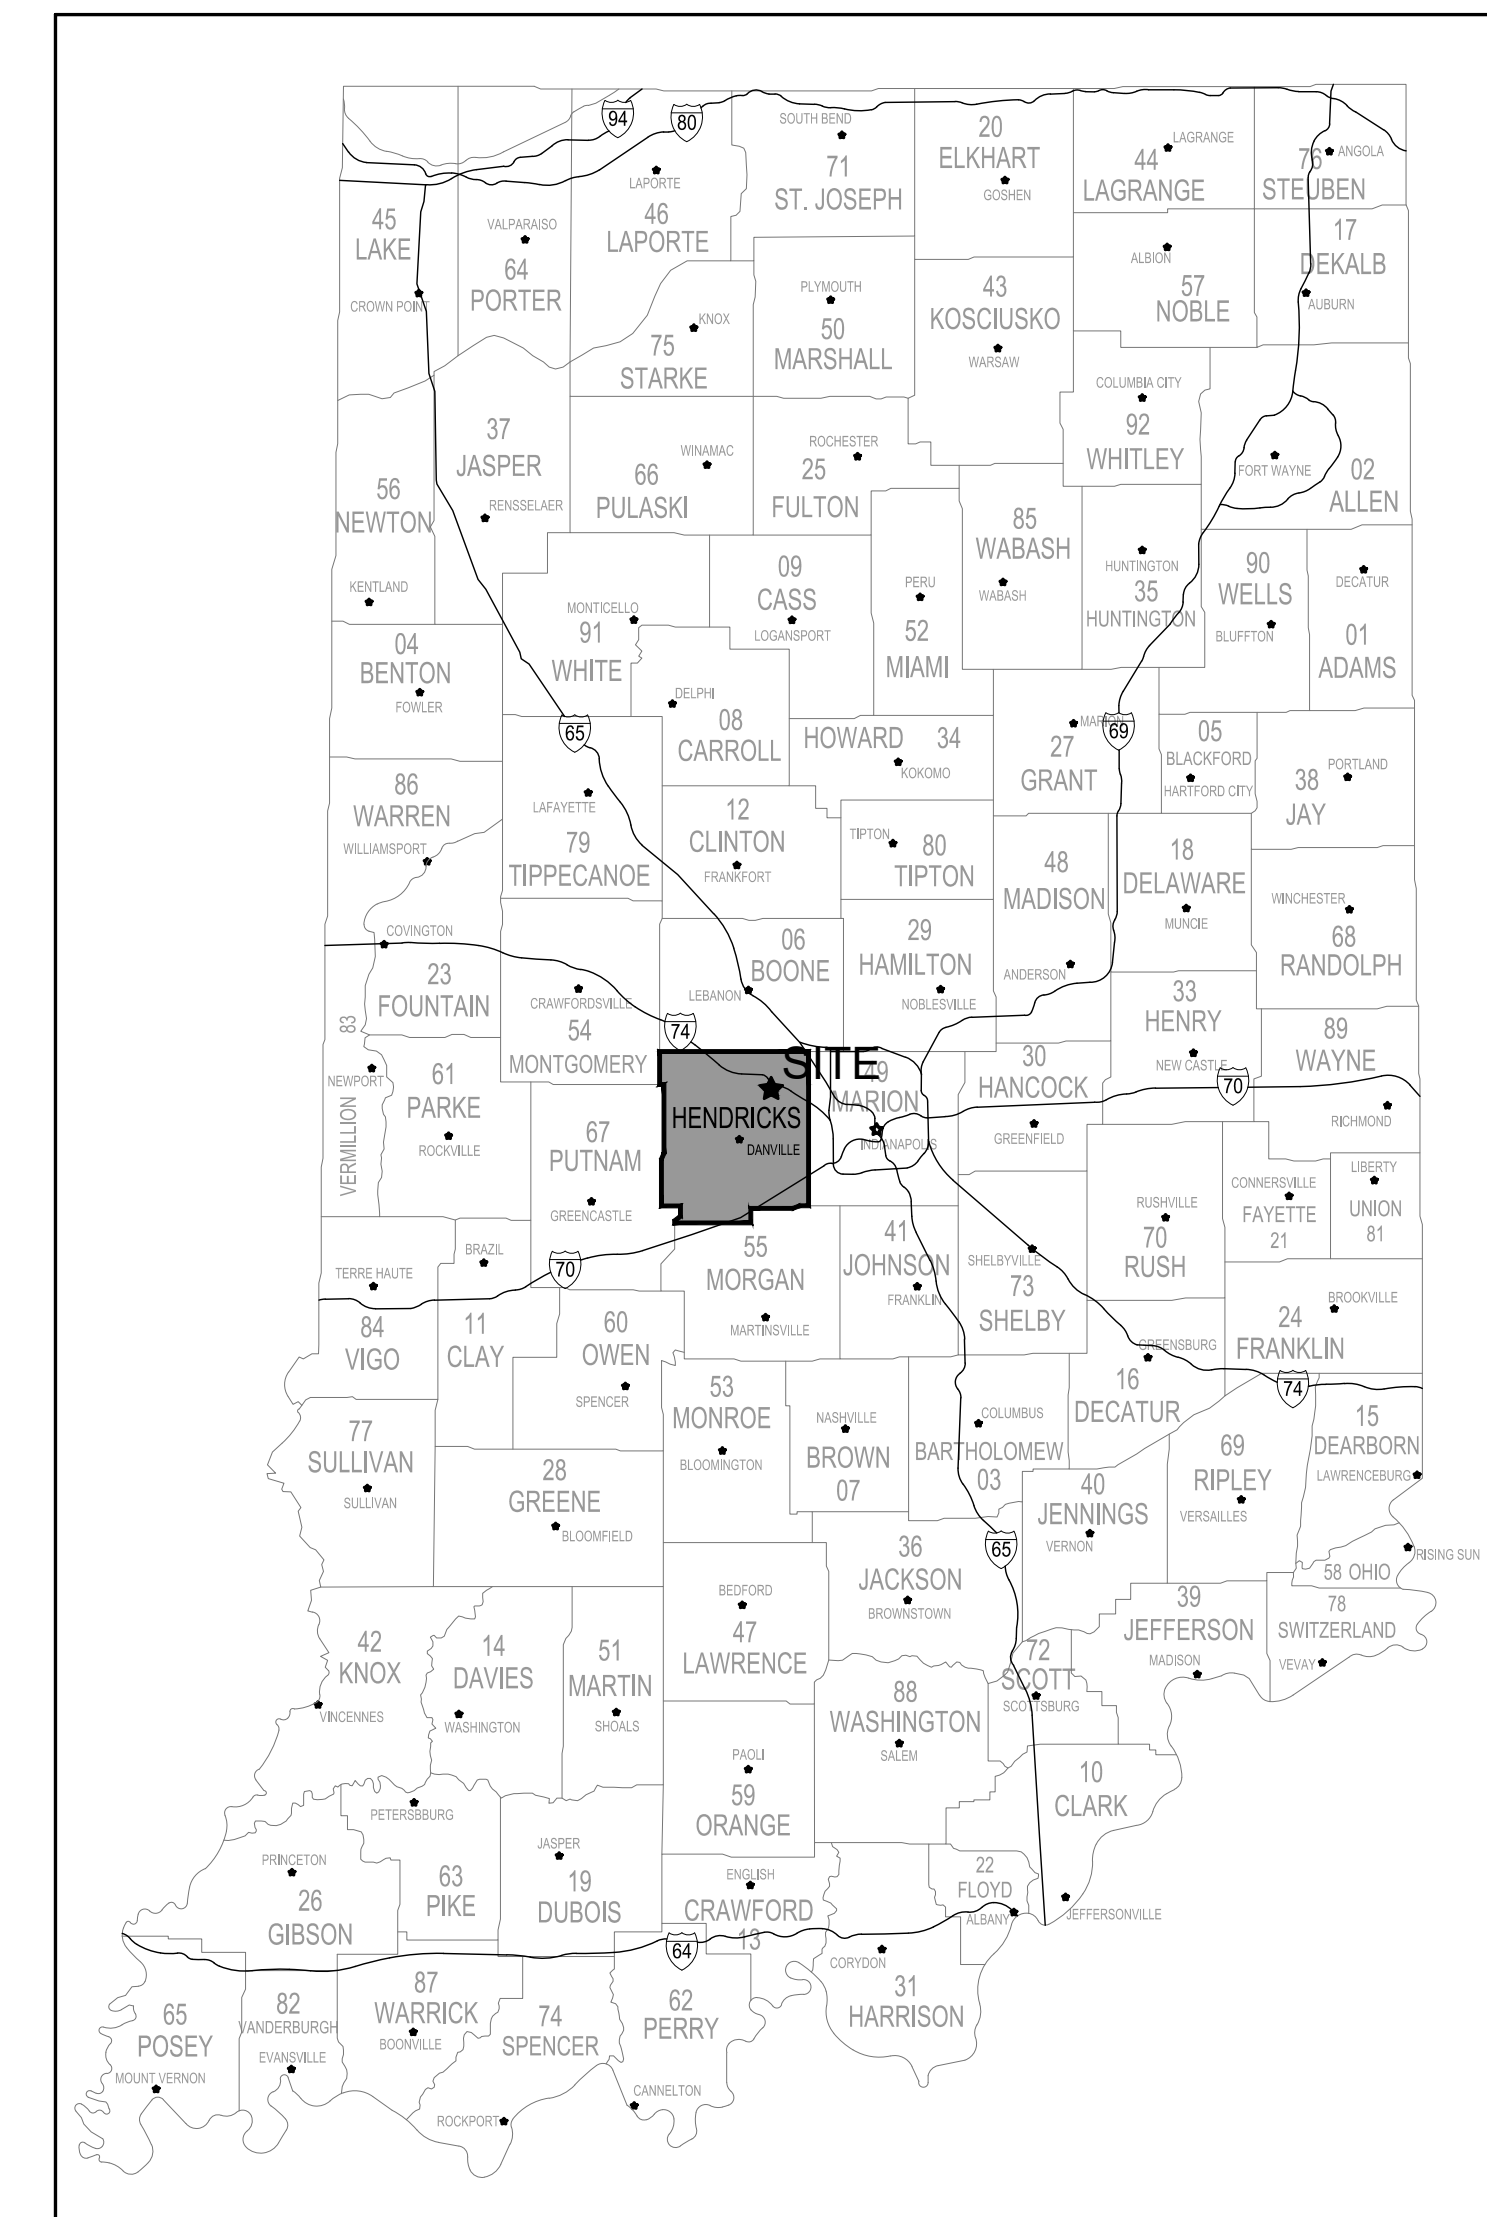 94
80
SOUTH BEND
71
ST. JOSEPH
20
ELKHART
GOSHEN
LAGRANGE
44
LAGRANGE
76
ANGOLA
STEUBEN
LAPORTE
46
LAPORTE
45
LAKE
CROWN POINT
VALPARAISO
64
PORTER
17
DEKALB
AUBURN
ALBION
57
NOBLE
KNOX
75
STARKE
PLYMOUTH
50
MARSHALL
43
KOSCIUSKO
WARSAW
COLUMBIA CITY
92
WHITLEY
37
JASPER
RENSSELAER
WINAMAC
66
PULASKI
ROCHESTER
25
FULTON
FORT WAYNE
02
ALLEN
56
NEWTON
KENTLAND
85
WABASH
WABASH
HUNTINGTON
35
HUNTINGTON
90
WELLS
BLUFFTON
DECATUR
01
ADAMS
MONTICELLO
91
WHITE
09
CASS
LOGANSPORT
PERU
52
MIAMI
04
BENTON
FOWLER
65
DELPHI
08
CARROLL
HOWARD 34
KOKOMO
MARION
69
27
GRANT
05
BLACKFORD
HARTFORD CITY
PORTLAND
38
JAY
86
WARREN
WILLIAMSPORT
LAFAYETTE
79
TIPPECANOE
12
CLINTON
FRANKFORT
TIPTON
80
TIPTON
48
MADISON
ANDERSON
18
DELAWARE
MUNCIE
WINCHESTER
68
RANDOLPH
COVINGTON
23
FOUNTAIN
CRAWFORDSVILLE
54
MONTGOMERY
06
BOONE
LEBANON
29
HAMILTON
NOBLESVILLE
33
HENRY
NEW CASTLE
89
WAYNE
RICHMOND
74
SITE
49
MARION
INDIANAPOLIS
30
HANCOCK
GREENFIELD
70
VERMILLION 83
NEWPORT
61
PARKE
ROCKVILLE
67
PUTNAM
GREENCASTLE
HENDRICKS
DANVILLE
RUSHVILLE
70
RUSH
CONNERSVILLE
FAYETTE
21
LIBERTY
UNION
81
TERRE HAUTE
84
VIGO
BRAZIL
11
CLAY
70
60
OWEN
SPENCER
55
MORGAN
MARTINSVILLE
41
JOHNSON
FRANKLIN
SHELBYVILLE
73
SHELBY
GREENSBURG
16
DECATUR
BROOKVILLE
24
FRANKLIN
74
77
SULLIVAN
SULLIVAN
28
GREENE
BLOOMFIELD
53
MONROE
BLOOMINGTON
NASHVILLE
BROWN
07
COLUMBUS
BARTHOLOMEW
03
40
JENNINGS
VERNON
69
RIPLEY
VERSAILLES
15
DEARBORN
LAWRENCEBURG
RISING SUN
58 OHIO
65
36
JACKSON
BROWNSTOWN
BEDFORD
47
LAWRENCE
39
JEFFERSON
MADISON
78
SWITZERLAND
VEVAY
42
KNOX
VINCENNES
14
DAVIES
WASHINGTON
51
MARTIN
SHOALS
72
SCOTT
SCOTTSBURG
88
WASHINGTON
SALEM
PAOLI
59
ORANGE
10
CLARK
JEFFERSONVILLE
PETERSBBURG
63
PIKE
JASPER
19
DUBOIS
PRINCETON
26
GIBSON
ENGLISH
CRAWFORD
13
22
FLOYD
ALBANY
64
CORYDON
31
HARRISON
65
POSEY
MOUNT VERNON
82
VANDERBURGH
EVANSVILLE
87
WARRICK
BOONVILLE
74
SPENCER
ROCKPORT
62
PERRY
CANNELTON